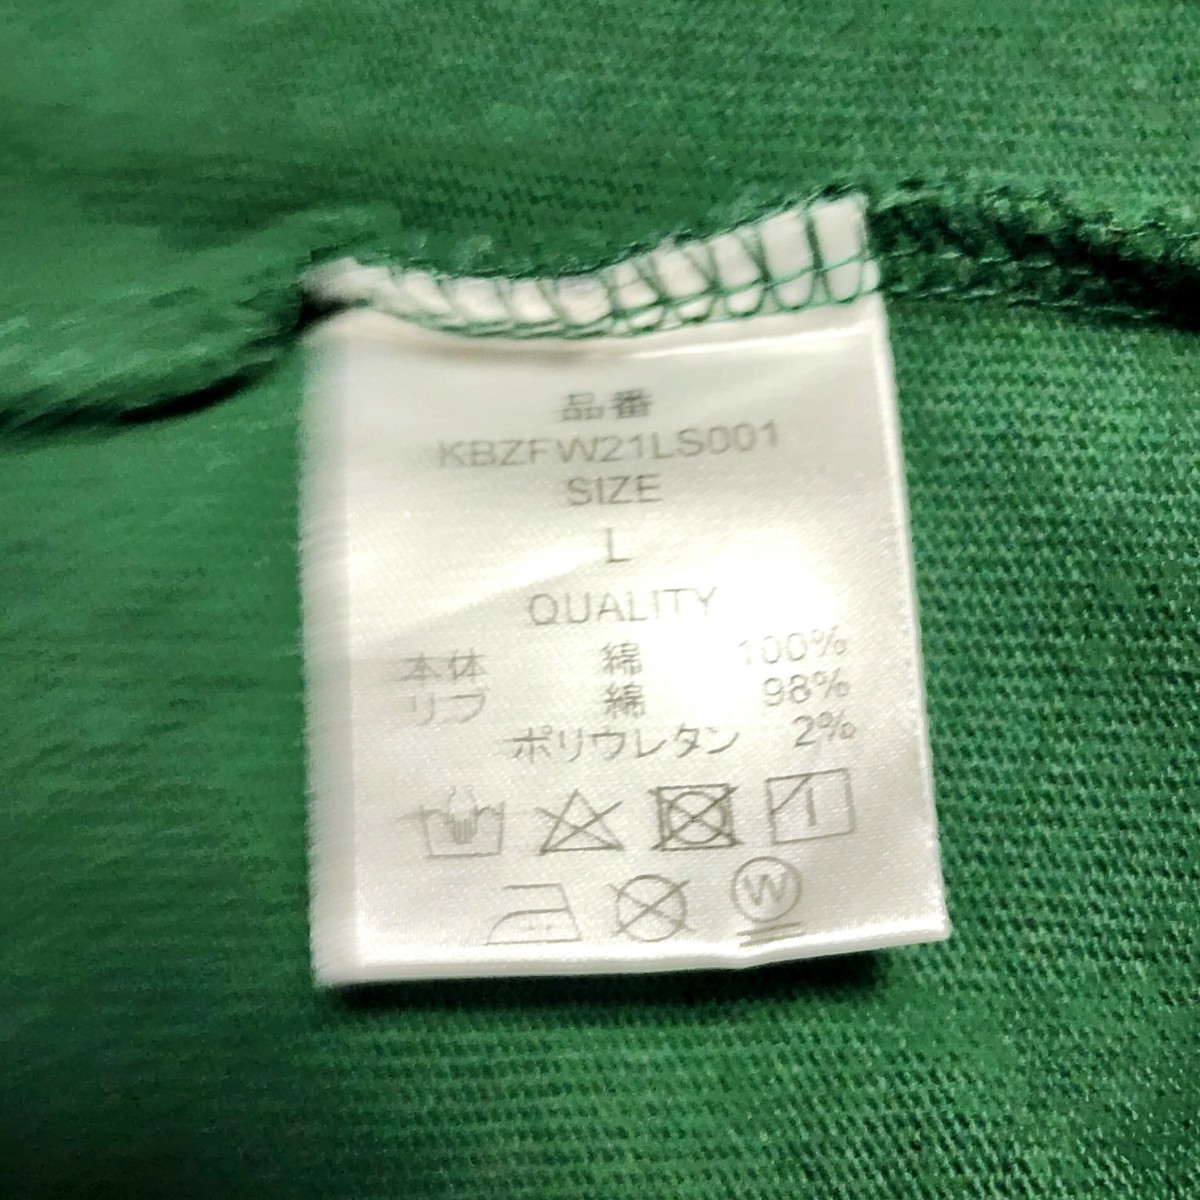 品番
KBZFW21LS001
SIZE
L
QUALITY
本体 綿 100%
リブ 綿 98%
ポリウレタン 2%
W